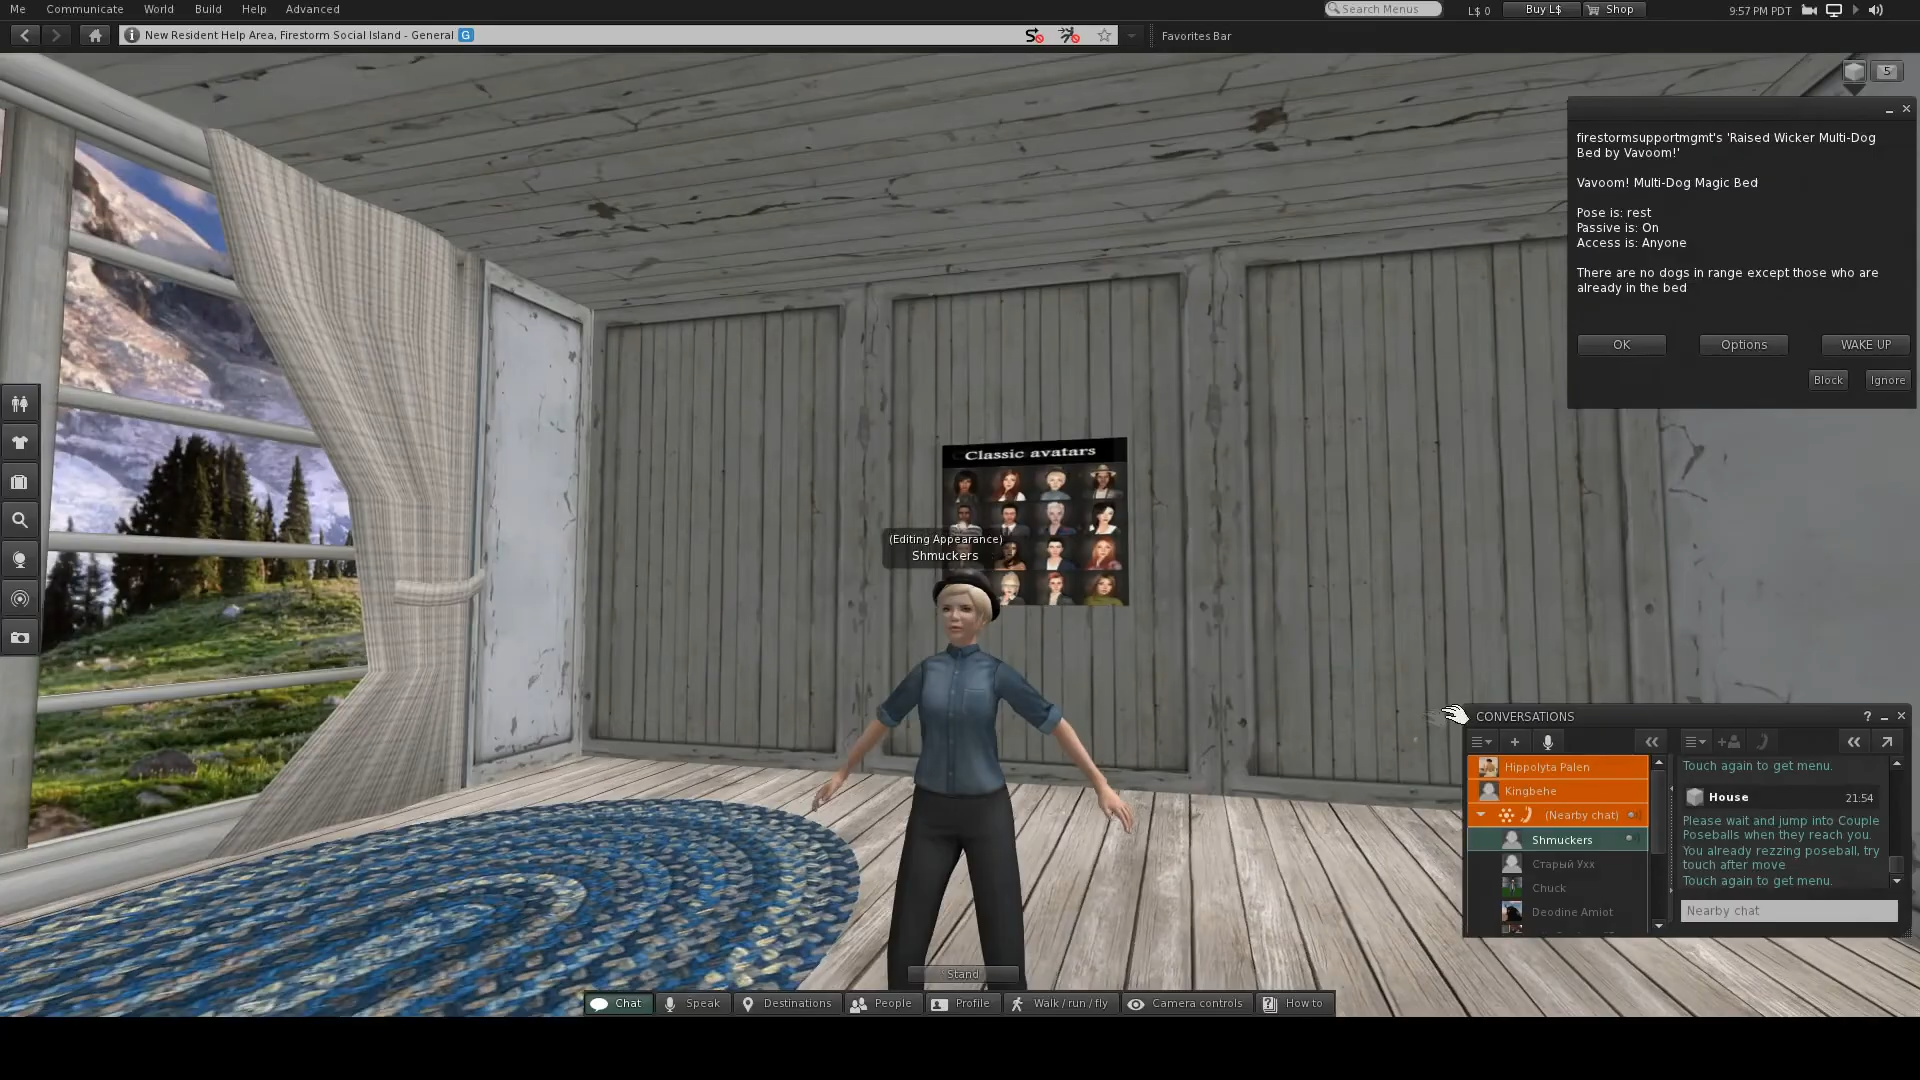 Me Communicate World Build Help Advanced
Search Menus L$ 0 Buy L$ Shop 9:57 PM PDT
New Resident Help Area, Firestorm Social Island - General G
Favorites Bar
5
firestormsupportmgmt's 'Raised Wicker Multi-Dog
Bed by Vavoom!'
Vavoom! Multi-Dog Magic Bed
Pose is: rest
Passive is: On
Access is: Anyone
There are no dogs in range except those who are
already in the bed
OK Options WAKE UP
Block Ignore
Classic avatars
(Editing Appearance)
Shmuckers
CONVERSATIONS
Hippolyta Palen
Kingbehe
(Nearby chat)
Shmuckers
Старый Ухх
Chuck
Deodine Amiot
Touch again to get menu.
House 21:54
Please wait and jump into Couple
Poseballs when they reach you.
You already rezzing poseball, try
touch after move
Touch again to get menu.
Nearby chat
Stand
Chat Speak Destinations People Profile Walk / run / fly Camera controls How to